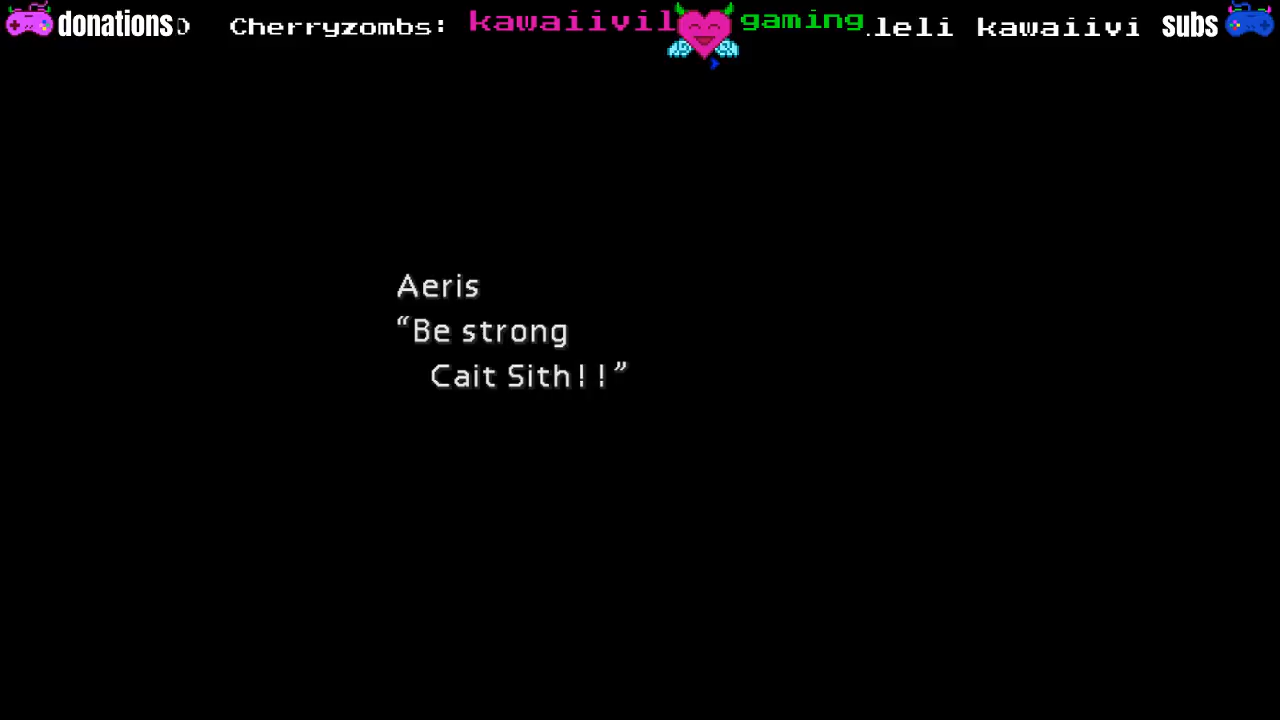 donations Cherryzombs: kawaiivil gaming leli kawaiivi subs
Aeris
“Be strong
Cait Sith!!”